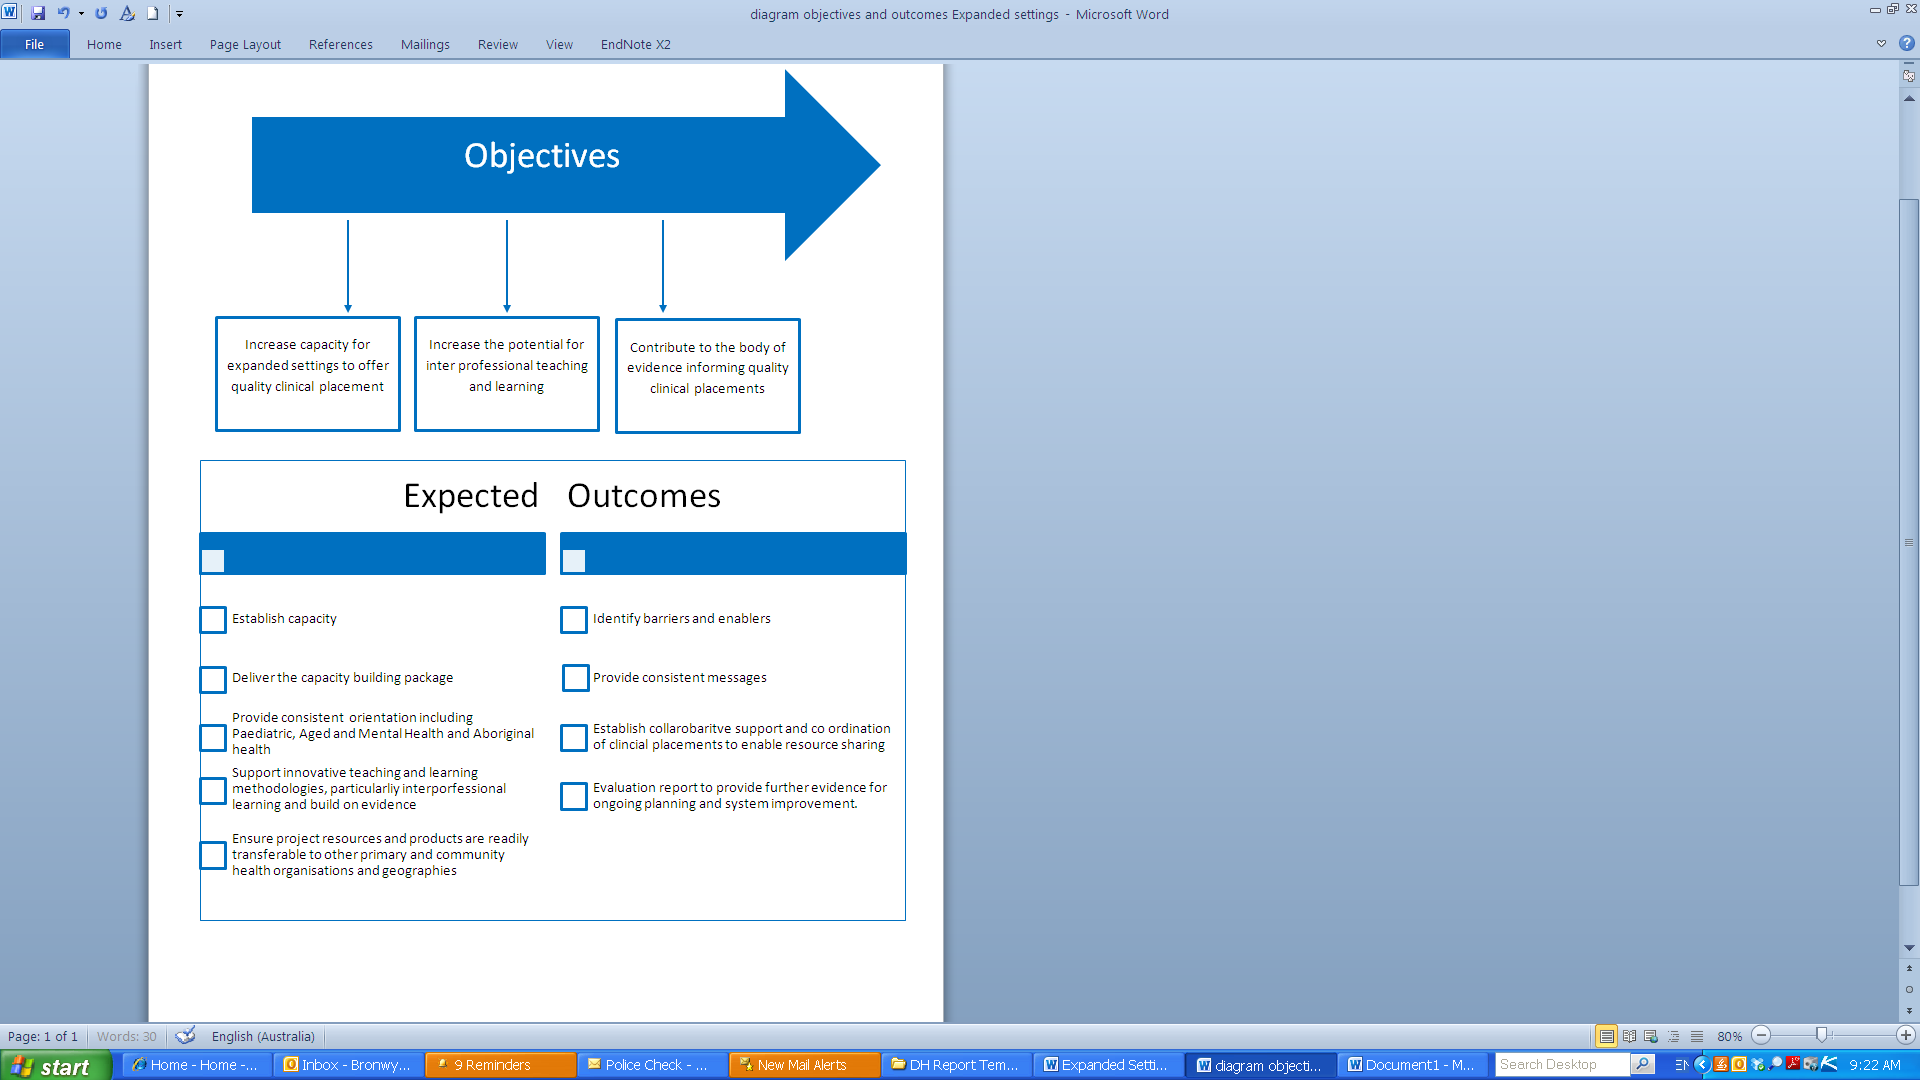 diagram objectives and outcomes Expanded settings - Microsoft Word
File Home Insert Page Layout References Mailings Review View EndNote X2
Objectives
Increase capacity for
expanded settings to offer
quality clinical placement
Increase the potential for
inter professional teaching
and learning
Contribute to the body of
evidence informing quality
clinical placements
Expected Outcomes
Establish capacity
Deliver the capacity building package
Provide consistent orientation including
Paediatric, Aged and Mental Health and Aboriginal
health
Support innovative teaching and learning
methodologies, particularliy interporfessional
learning and build on evidence
Ensure project resources and products are readily
transferable to other primary and community
health organisations and geographies
Identify barriers and enablers
Provide consistent messages
Establish collarobaritve support and co ordination
of clincial placements to enable resource sharing
Evaluation report to provide further evidence for
ongoing planning and system improvement.
Page: 1 of 1 Words: 30 English (Australia) 80%
start Home - Home -... Inbox - Bronwy... 9 Reminders Police Check - ... New Mail Alerts DH Report Tem... Expanded Setti... diagram objecti... Document1 - M... Search Desktop EN 9:22 AM